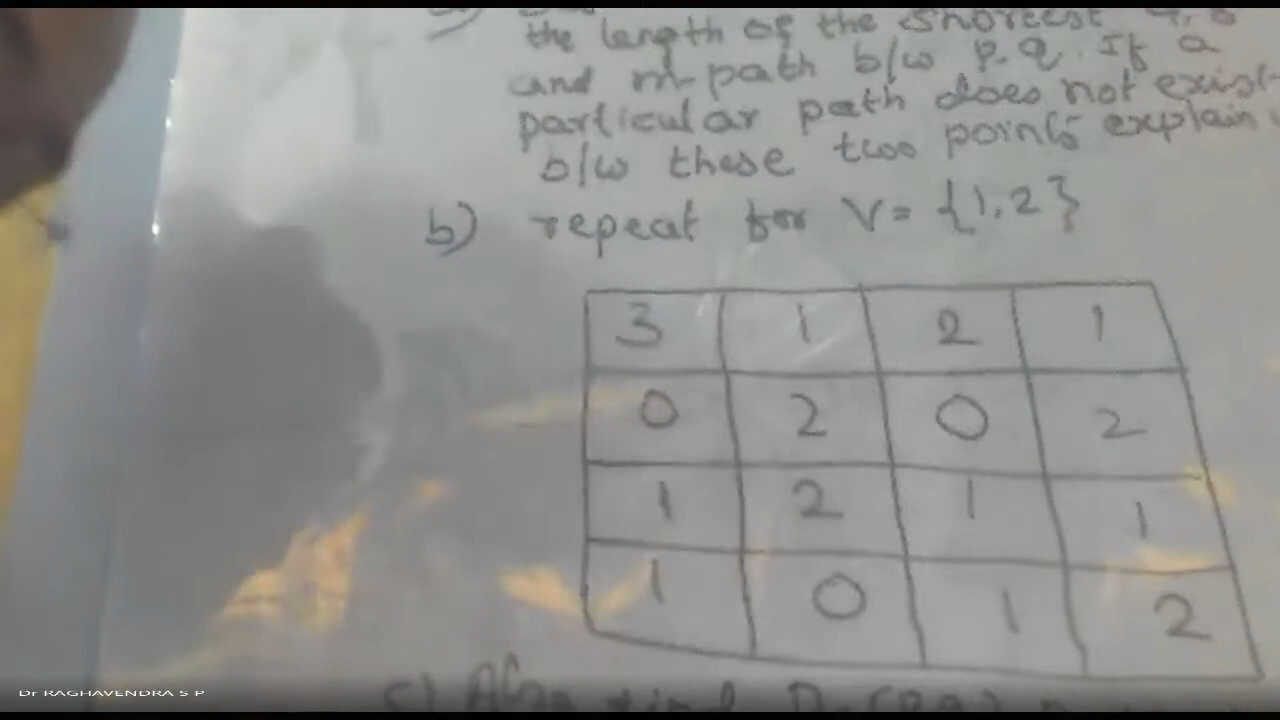 the length of the shortest 4, 8
and m-path b/w p.q. If a
particular path does not exist
b/w these two points explain
b) repeat for V = {1,2}
3 1 2 1
0 2 0 2
1 2 1 1
1 0 1 2
c) Also find
Dr RAGHAVENDRA S P